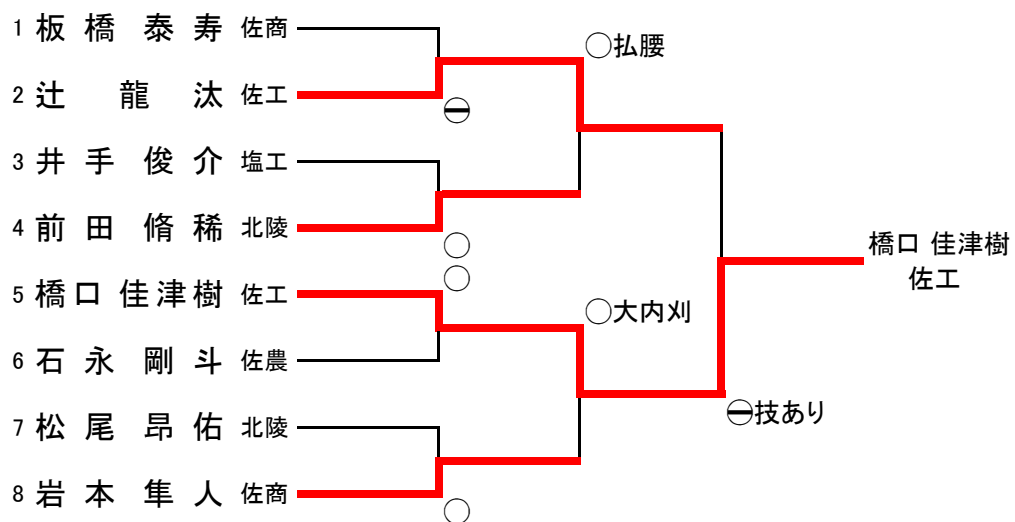 1 板橋 泰寿 佐商
2 辻 龍汰 佐工
3 井手 俊介 塩工
4 前田 脩稀 北陵
5 橋口 佳津樹 佐工
6 石永 剛斗 佐農
7 松尾 昂佑 北陵
8 岩本 隼人 佐商
○払腰
○大内刈
⊖技あり
橋口 佳津樹
佐工